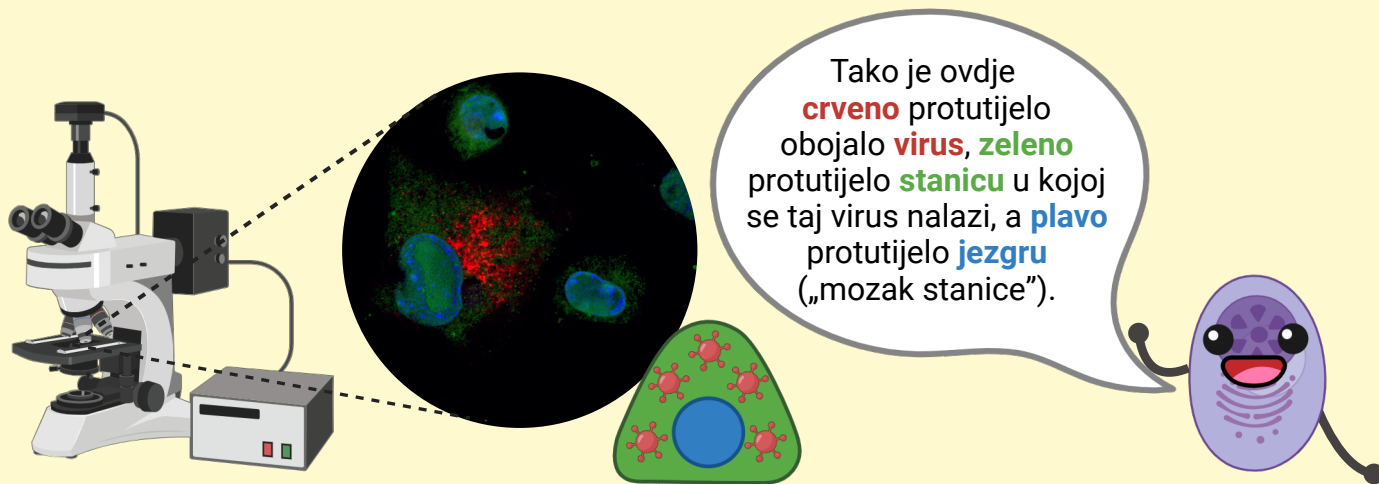 Tako je ovdje
crveno protutijelo
obojalo virus, zeleno
protutijelo stanicu u kojoj
se taj virus nalazi, a plavo
protutijelo jezgru
(„mozak stanice”).